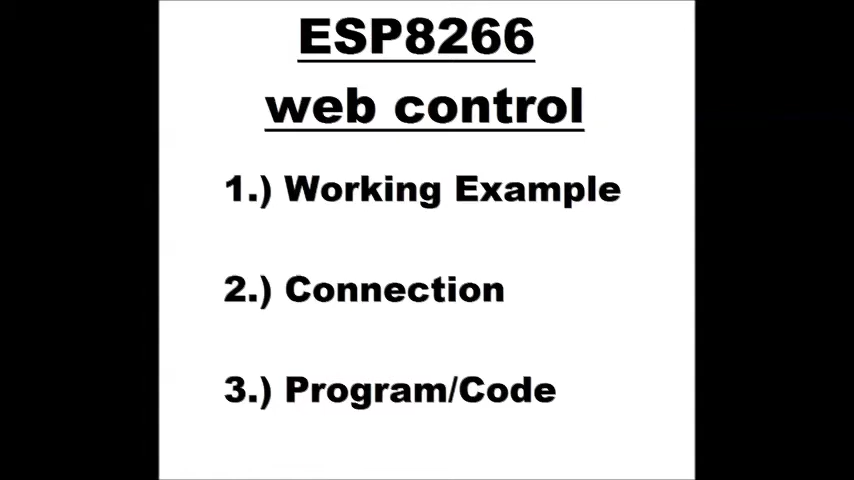 ESP8266
web control
1.) Working Example
2.) Connection
3.) Program/Code